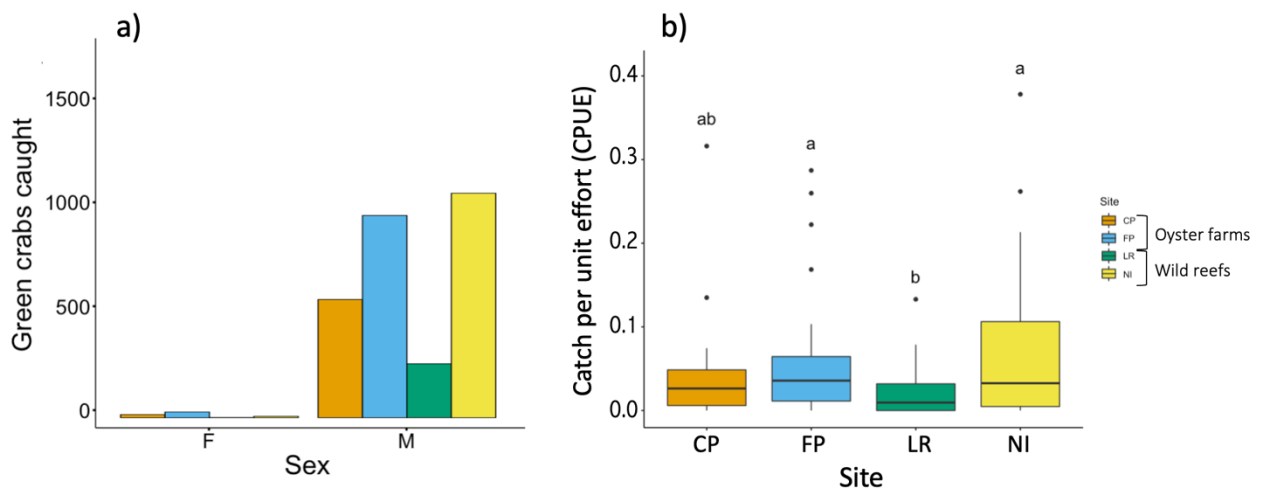 a)
Green crabs caught
1500
1000
500
0
F
M
Sex
b)
Catch per unit effort (CPUE)
0.4
0.3
0.2
0.1
0.0
ab
a
b
a
CP
FP
LR
NI
Site
Site
CP
FP
LR
NI
Oyster farms
Wild reefs